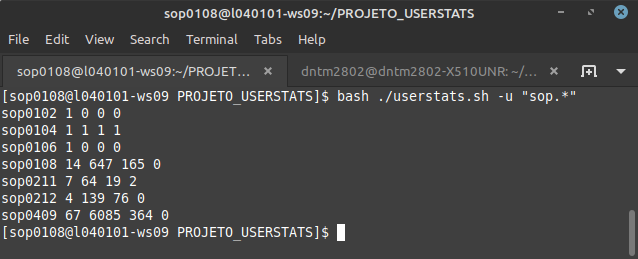 sop0108@l040101-ws09:~/PROJETO_USERSTATS
File Edit View Search Terminal Tabs Help
sop0108@l040101-ws09:~/PROJET… × dntm2802@dntm2802-X510UNR: ~/… ×
[sop0108@l040101-ws09 PROJETO_USERSTATS]$ bash ./userstats.sh -u "sop.*"
sop0102 1 0 0 0
sop0104 1 1 1 1
sop0106 1 0 0 0
sop0108 14 647 165 0
sop0211 7 64 19 2
sop0212 4 139 76 0
sop0409 67 6085 364 0
[sop0108@l040101-ws09 PROJETO_USERSTATS]$